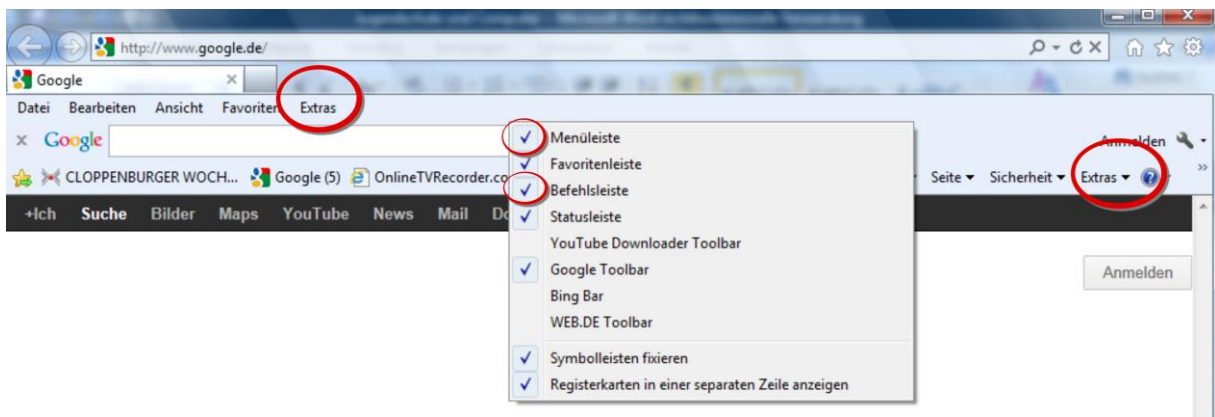 http://www.google.de/
Google
Datei Bearbeiten Ansicht Favoriten Extras
Google
Anmelden
CLOPPENBURGER WOCH... Google (5) OnlineTVRecorder.co
Seite Sicherheit Extras
+Ich Suche Bilder Maps YouTube News Mail
Menüleiste
Favoritenleiste
Befehlsleiste
Statusleiste
YouTube Downloader Toolbar
Google Toolbar
Bing Bar
WEB.DE Toolbar
Symbolleisten fixieren
Registerkarten in einer separaten Zeile anzeigen
Anmelden